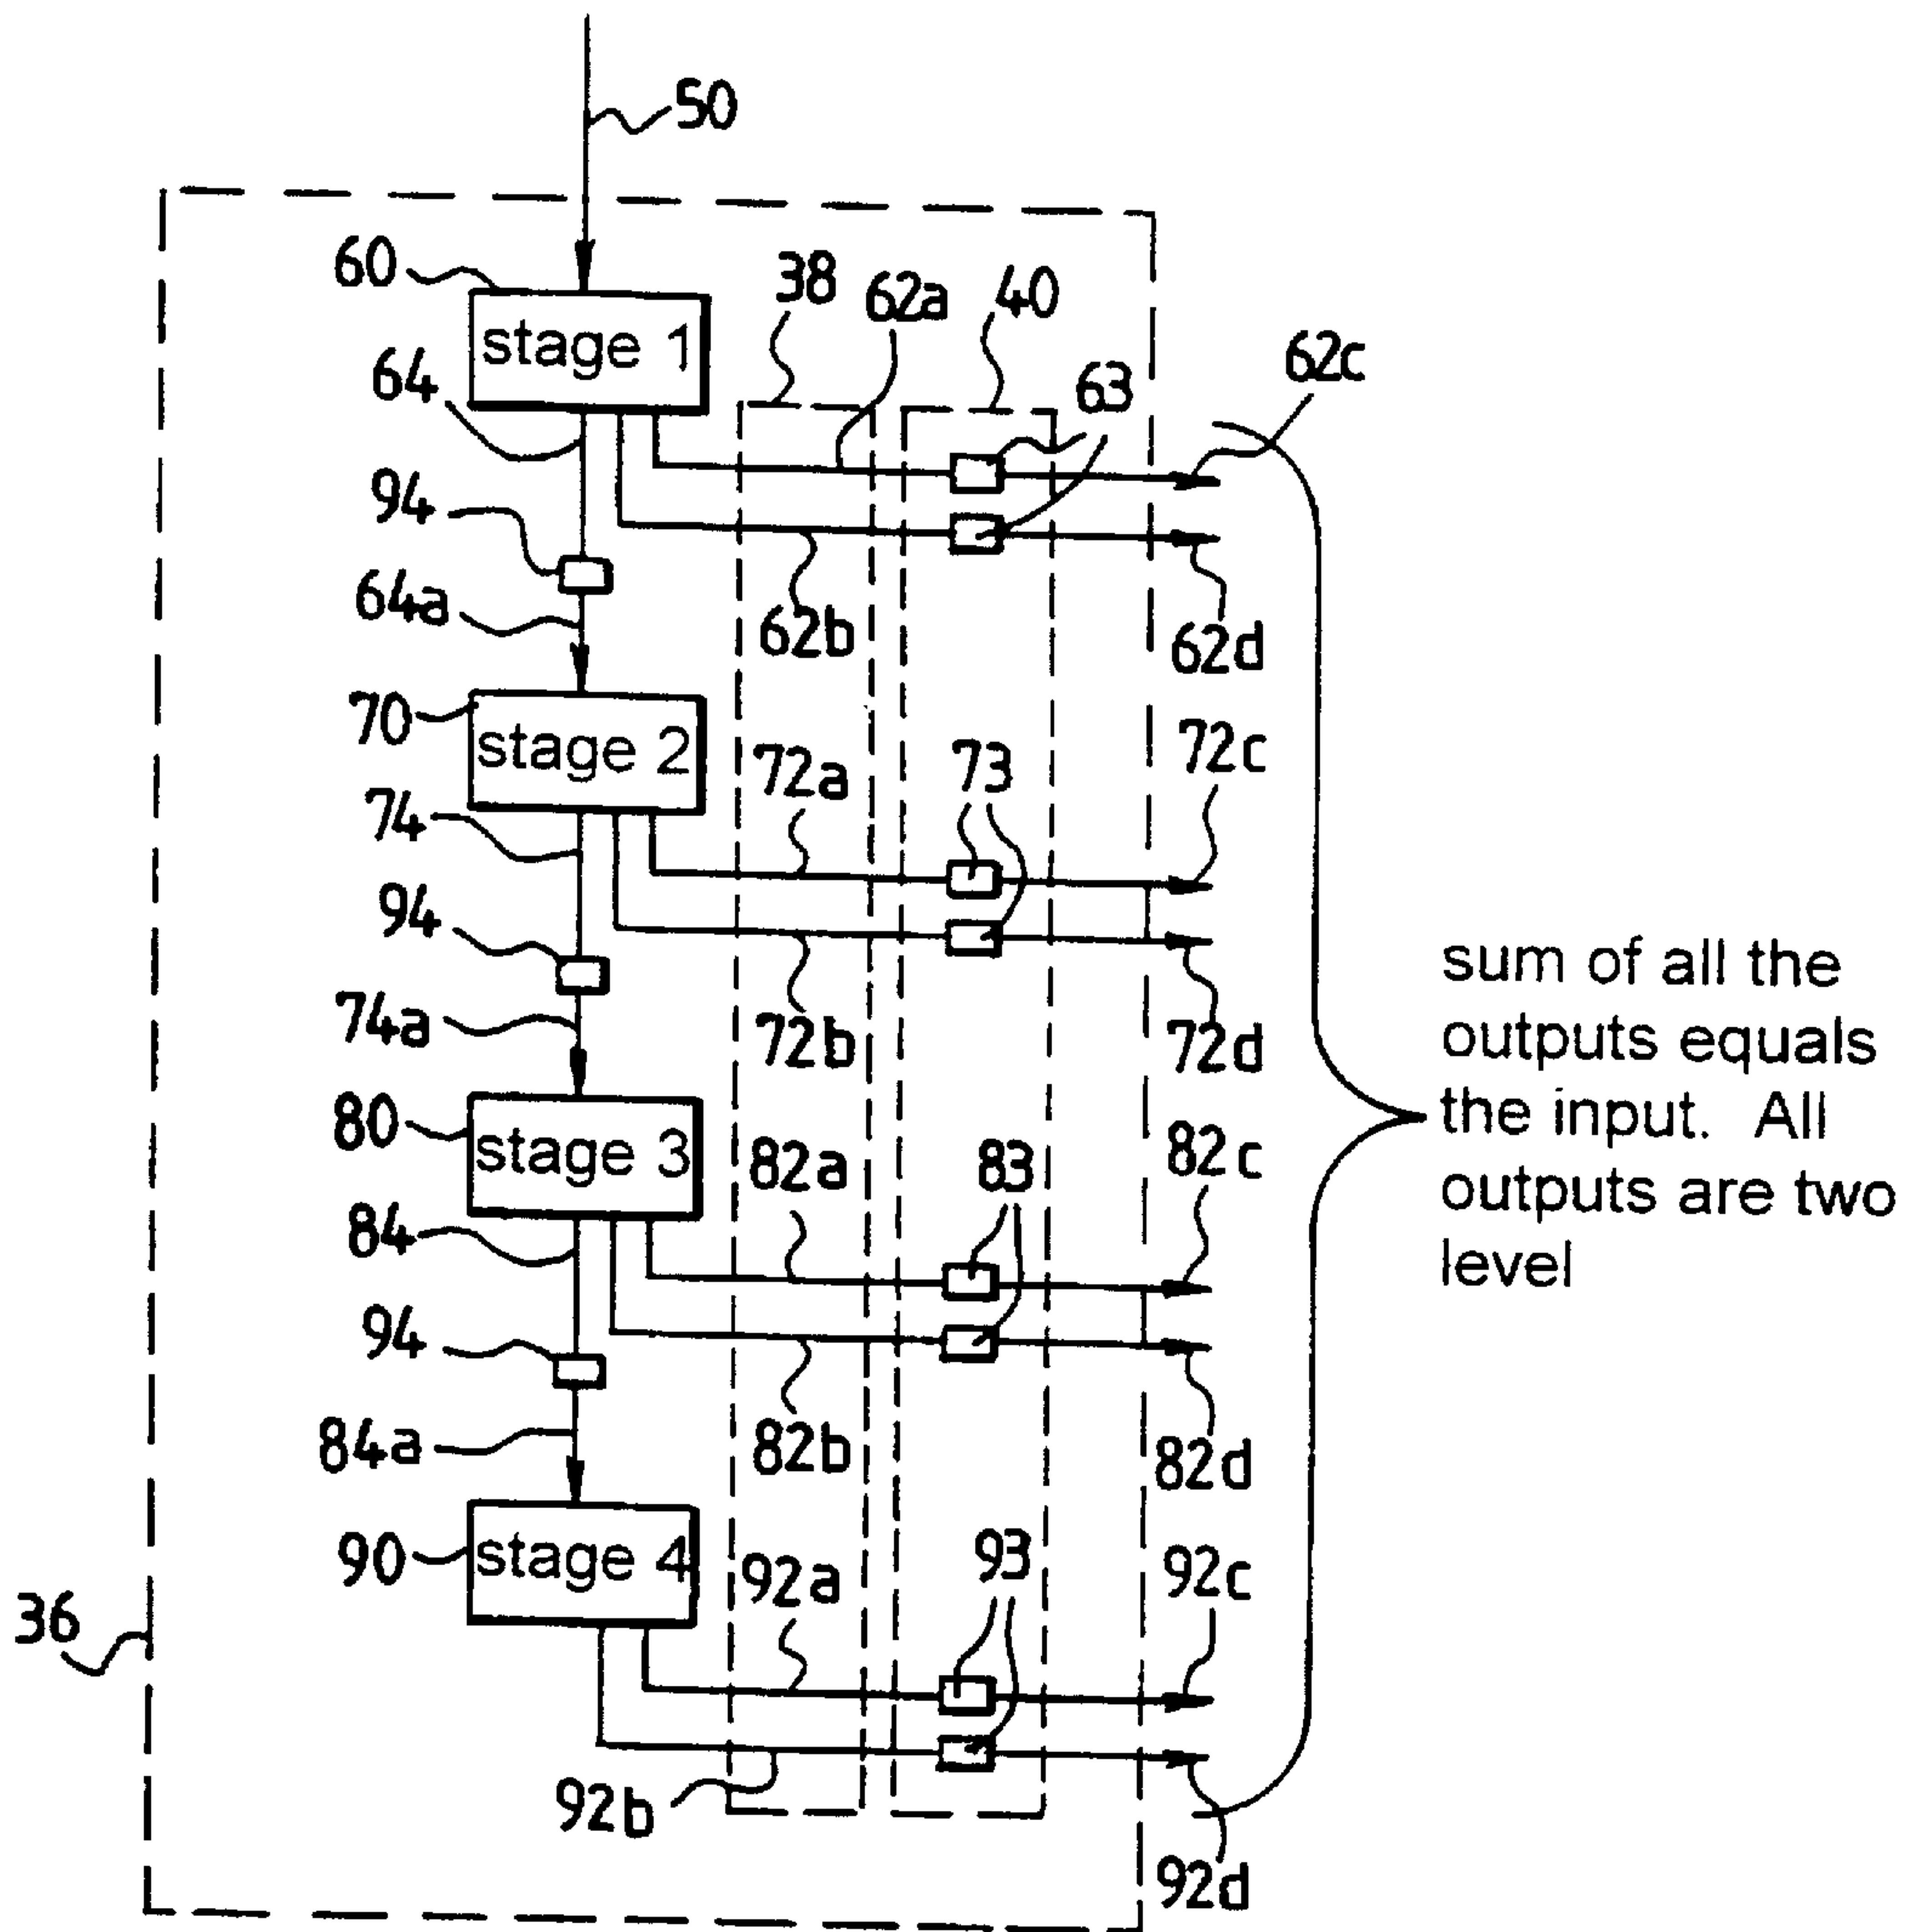 50
60
38
62a
40
stage 1
64
63
62c
94
64a
62b
62d
70
stage 2
72a
73
72c
74
94
74a
72b
72d
sum of all the
outputs equals
the input. All
outputs are two
level
80
stage 3
82a
83
82c
84
94
84a
82b
82d
90
stage 4
92a
93
92c
36
92b
92d